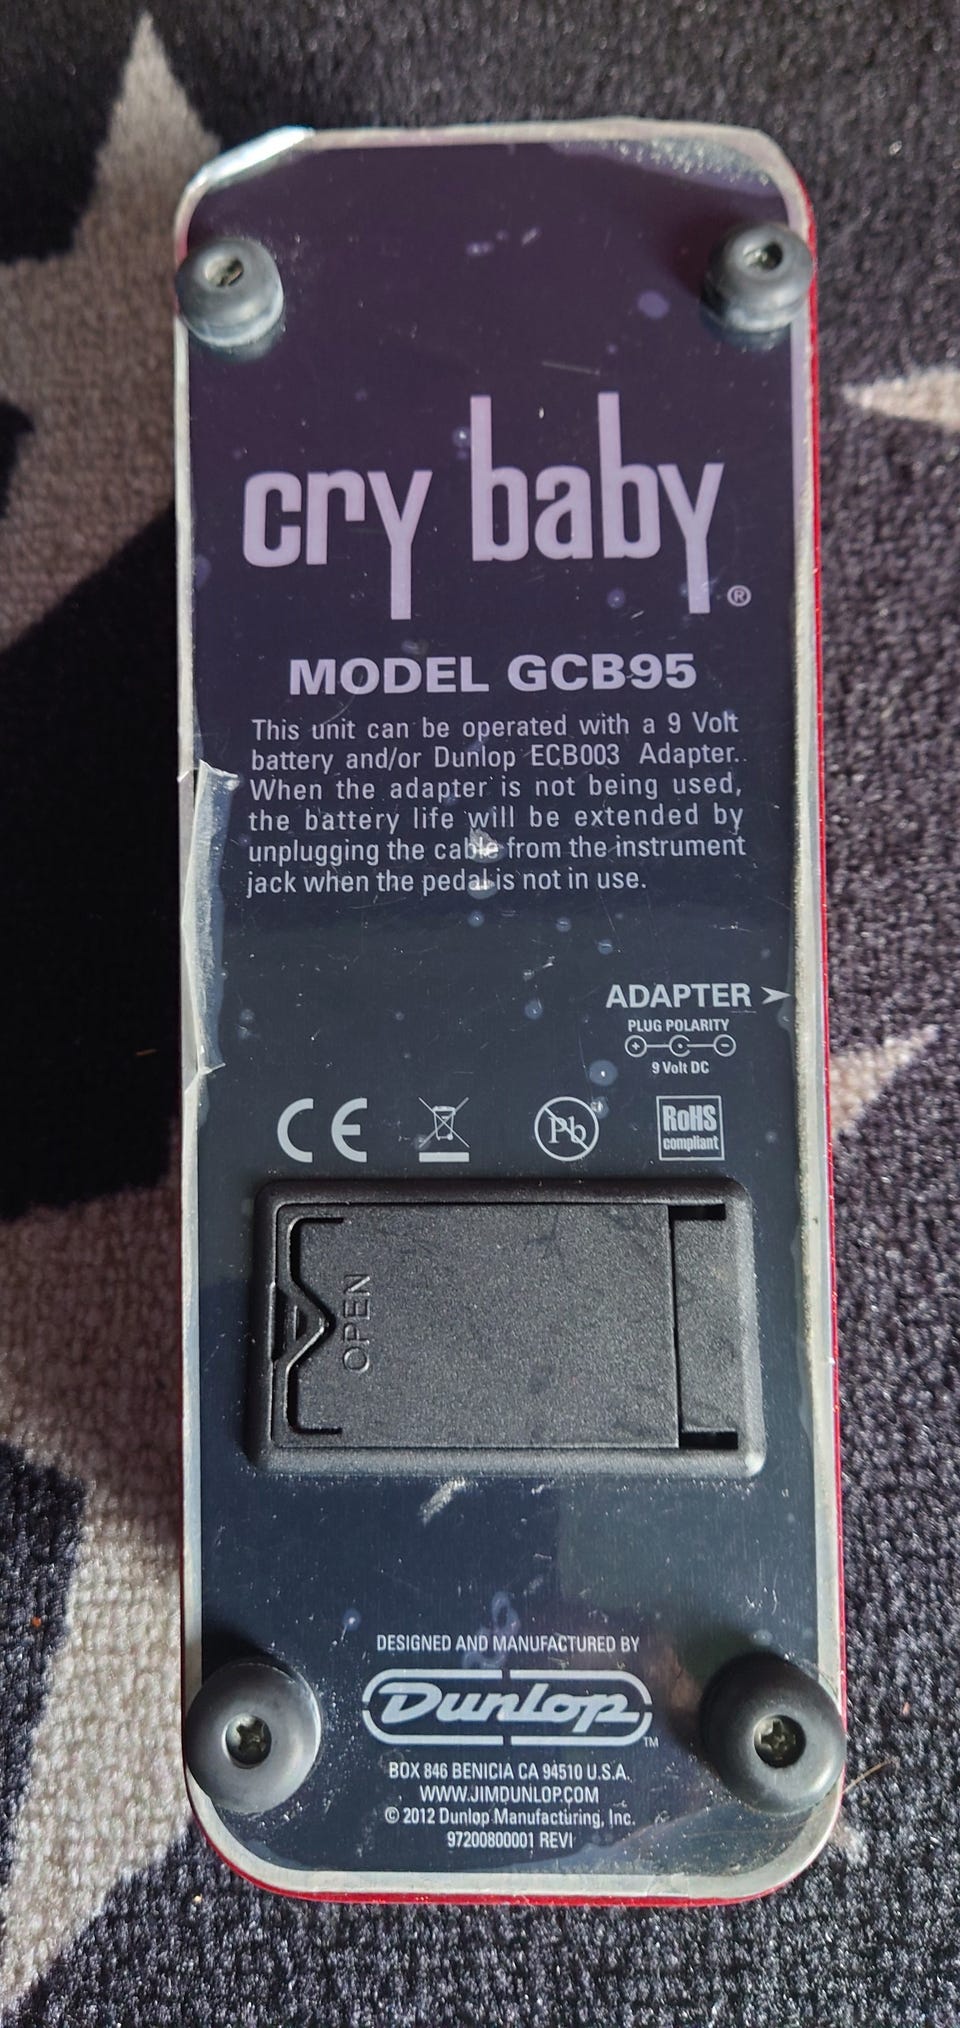 cry baby®
MODEL GCB95
This unit can be operated with a 9 Volt
battery and/or Dunlop ECB003 Adapter.
When the adapter is not being used,
the battery life will be extended by
unplugging the cable from the instrument
jack when the pedal is not in use.
ADAPTER
PLUG POLARITY
+ -
9 Volt DC
CE Pb RoHS
compliant
OPEN
DESIGNED AND MANUFACTURED BY
Dunlop™
BOX 846 BENICIA CA 94510 U.S.A.
WWW.JIMDUNLOP.COM
© 2012 Dunlop Manufacturing, Inc.
97200800001 REVI